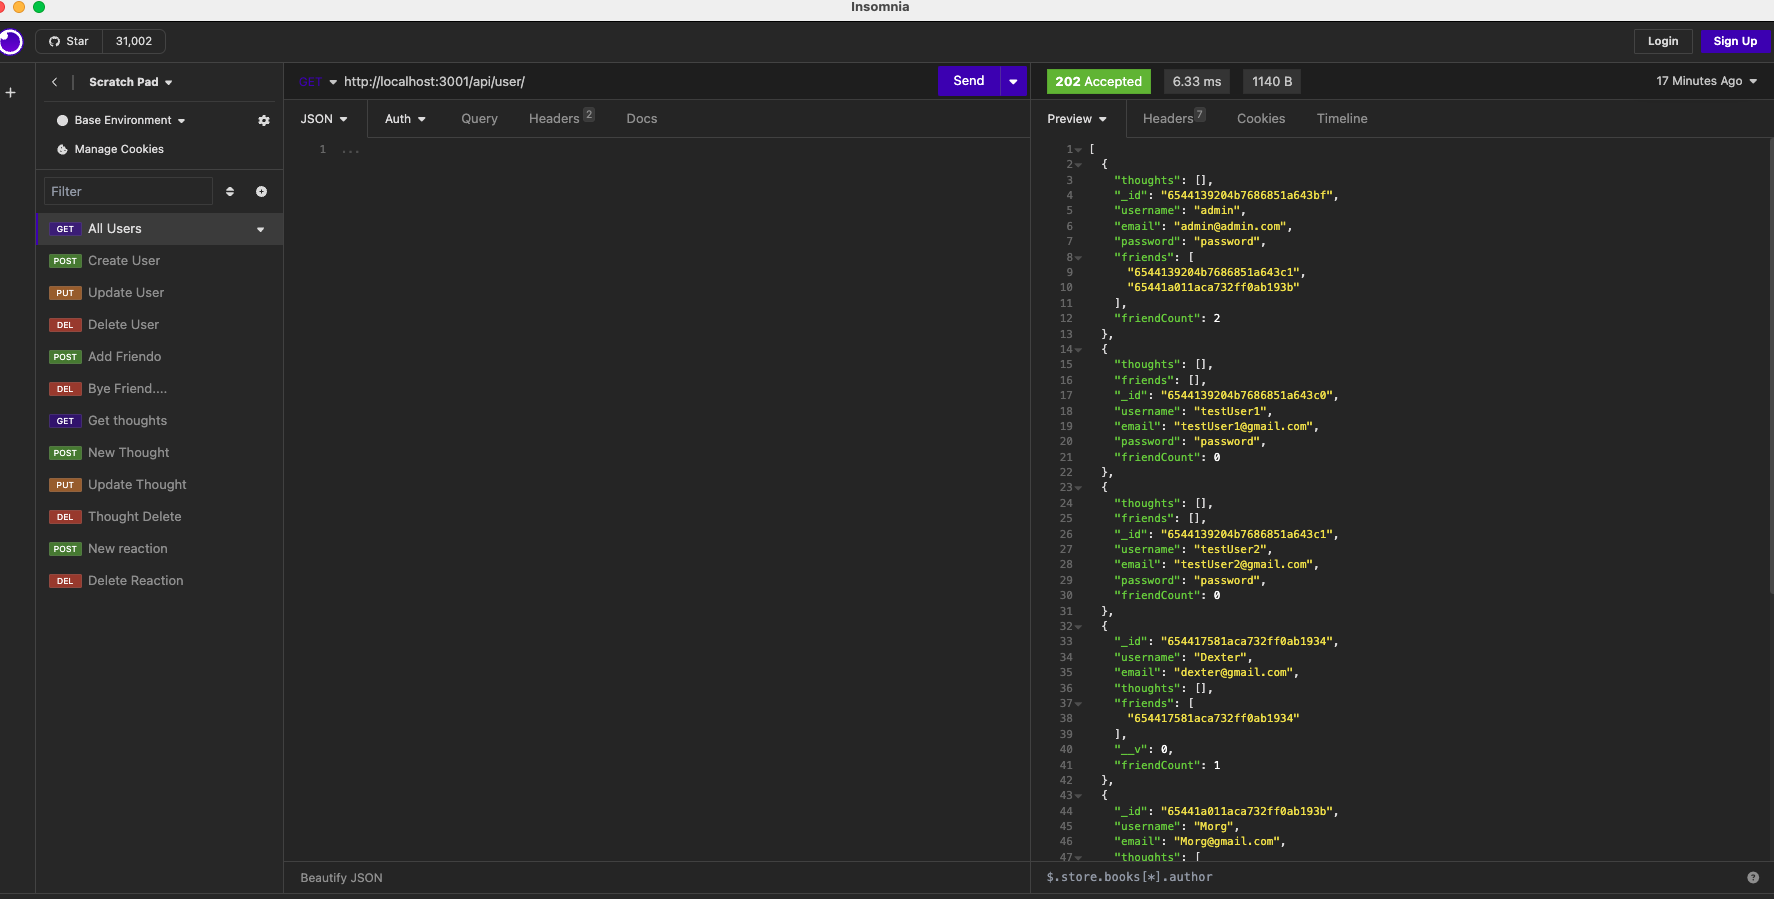 Insomnia
Star 31,002 Login Sign Up
Scratch Pad
Base Environment
Manage Cookies
Filter
GET All Users
POST Create User
PUT Update User
DEL Delete User
POST Add Friendo
DEL Bye Friend....
GET Get thoughts
POST New Thought
PUT Update Thought
DEL Thought Delete
POST New reaction
DEL Delete Reaction
GET http://localhost:3001/api/user/ Send
JSON Auth Query Headers 2 Docs
1 ...
Beautify JSON
202 Accepted 6.33 ms 1140 B 17 Minutes Ago
Preview Headers 7 Cookies Timeline
1 [
2 {
3 "thoughts": [],
4 "_id": "6544139204b7686851a643bf",
5 "username": "admin",
6 "email": "admin@admin.com",
7 "password": "password",
8 "friends": [
9 "6544139204b7686851a643c1",
10 "65441a011aca732ff0ab193b"
11 ],
12 "friendCount": 2
13 },
14 {
15 "thoughts": [],
16 "friends": [],
17 "_id": "6544139204b7686851a643c0",
18 "username": "testUser1",
19 "email": "testUser1@gmail.com",
20 "password": "password",
21 "friendCount": 0
22 },
23 {
24 "thoughts": [],
25 "friends": [],
26 "_id": "6544139204b7686851a643c1",
27 "username": "testUser2",
28 "email": "testUser2@gmail.com",
29 "password": "password",
30 "friendCount": 0
31 },
32 {
33 "_id": "654417581aca732ff0ab1934",
34 "username": "Dexter",
35 "email": "dexter@gmail.com",
36 "thoughts": [],
37 "friends": [
38 "654417581aca732ff0ab1934"
39 ],
40 "__v": 0,
41 "friendCount": 1
42 },
43 {
44 "_id": "65441a011aca732ff0ab193b",
45 "username": "Morg",
46 "email": "Morg@gmail.com",
47 "thoughts": [
$.store.books[*].author